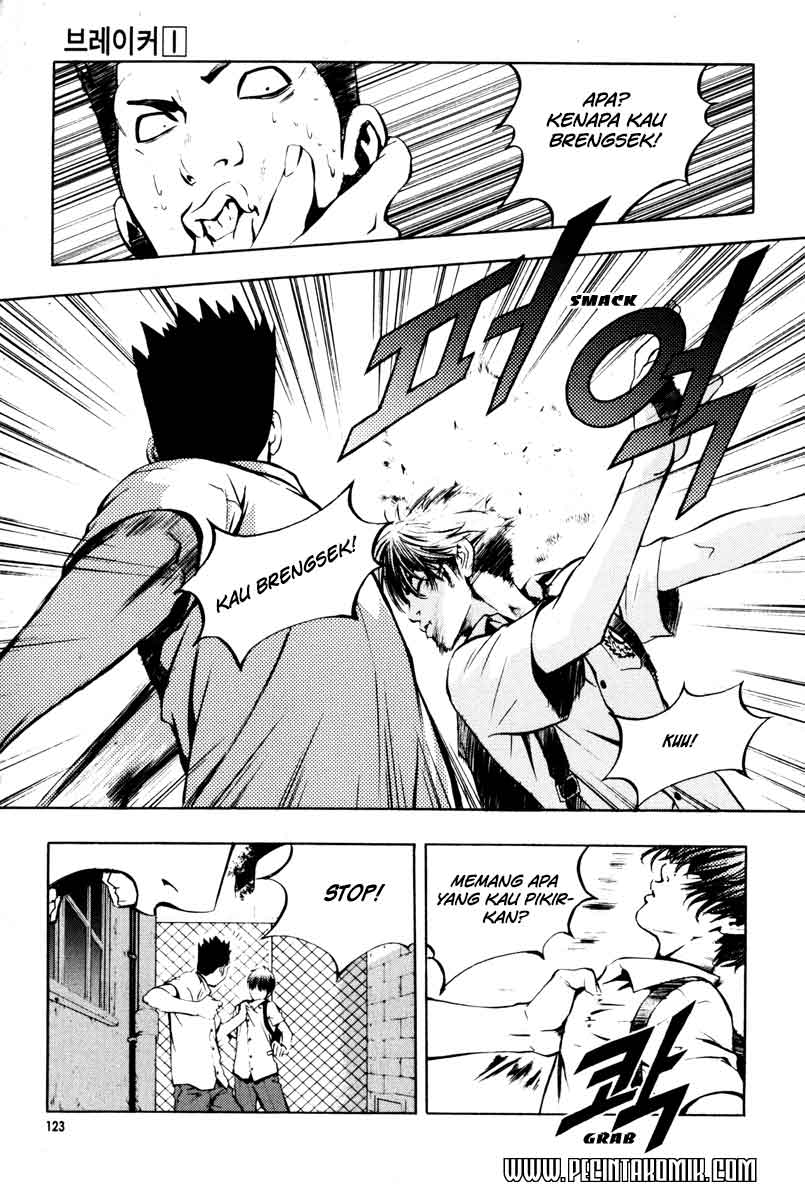 브레이커 1
APA?
KENAPA KAU
BRENGSEK!
SMACK
퍼억
KAU BRENGSEK!
KUU!
STOP!
MEMANG APA
YANG KAU PIKIR-
KAN?
콱
GRAB
123
WWW.PECINTAKOMIK.COM